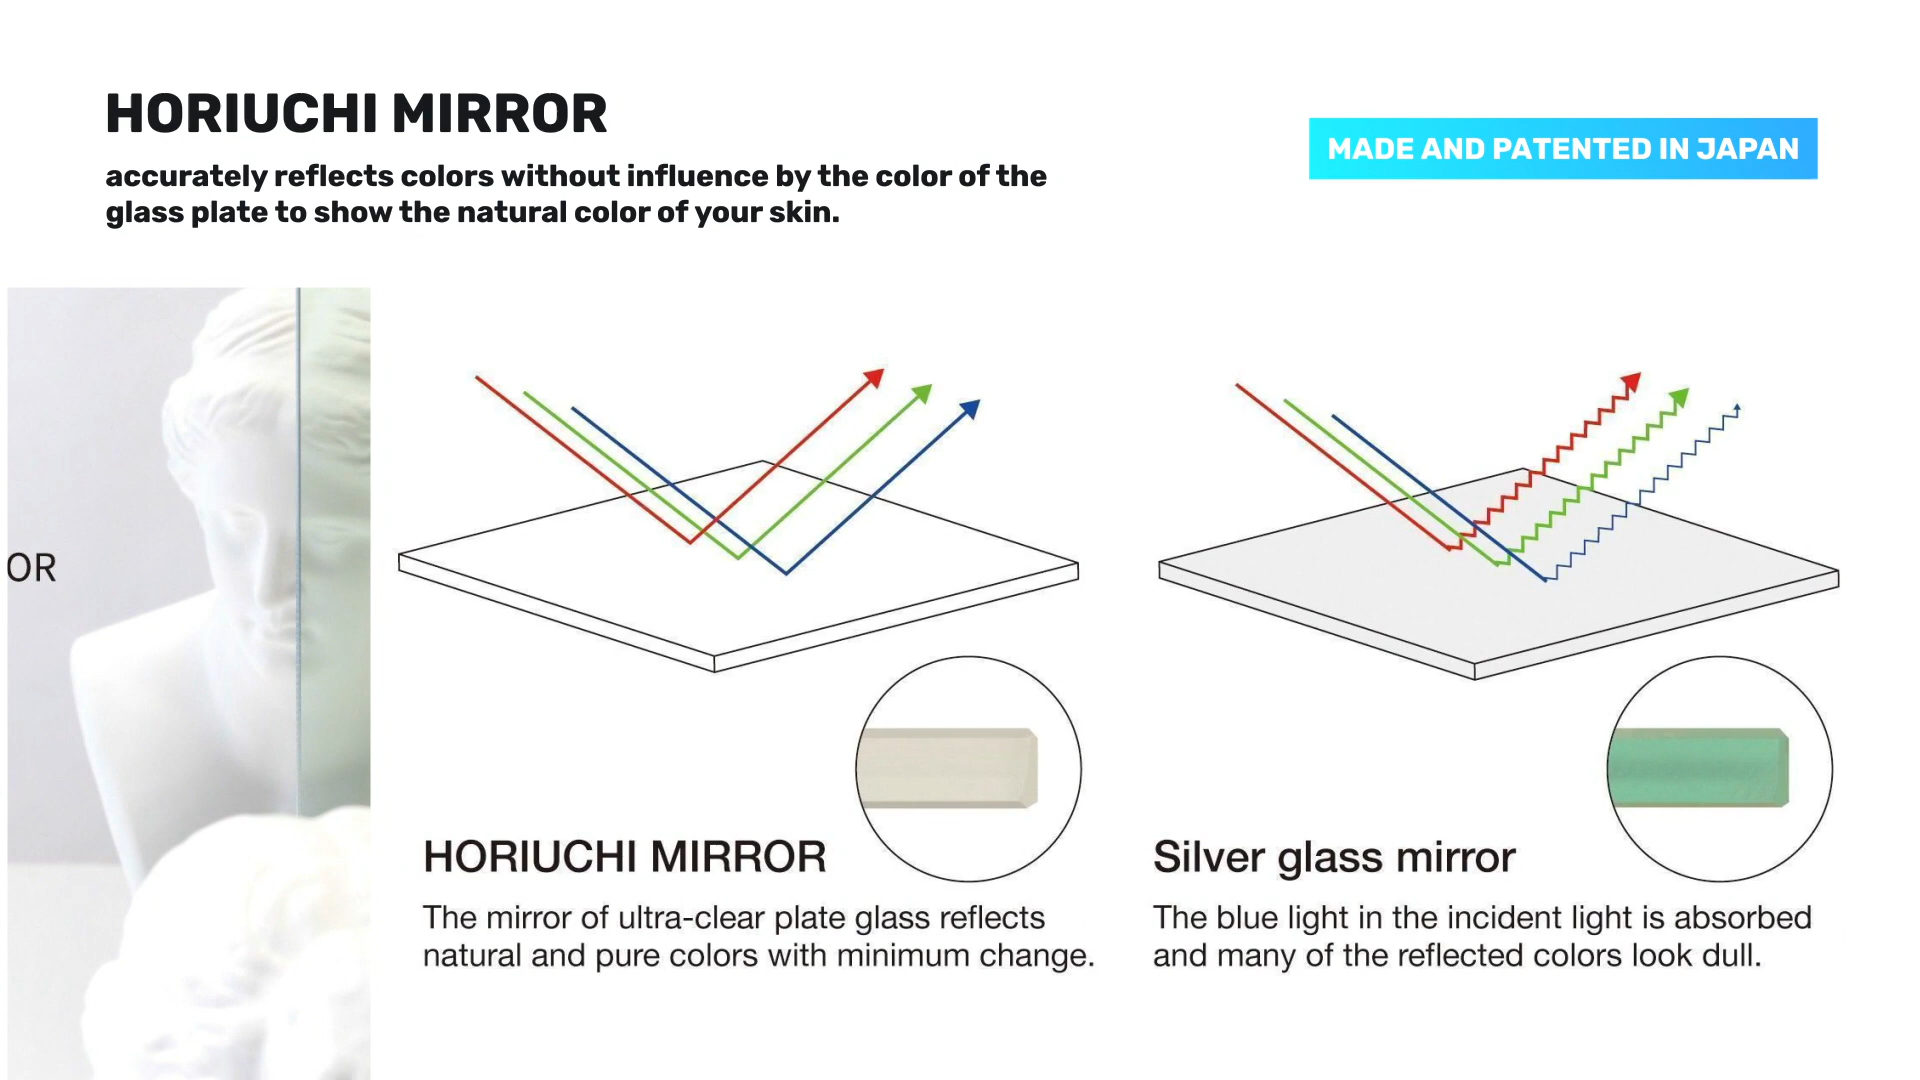 HORIUCHI MIRROR
accurately reflects colors without influence by the color of the
glass plate to show the natural color of your skin.
MADE AND PATENTED IN JAPAN
OR
HORIUCHI MIRROR
The mirror of ultra-clear plate glass reflects
natural and pure colors with minimum change.
Silver glass mirror
The blue light in the incident light is absorbed
and many of the reflected colors look dull.